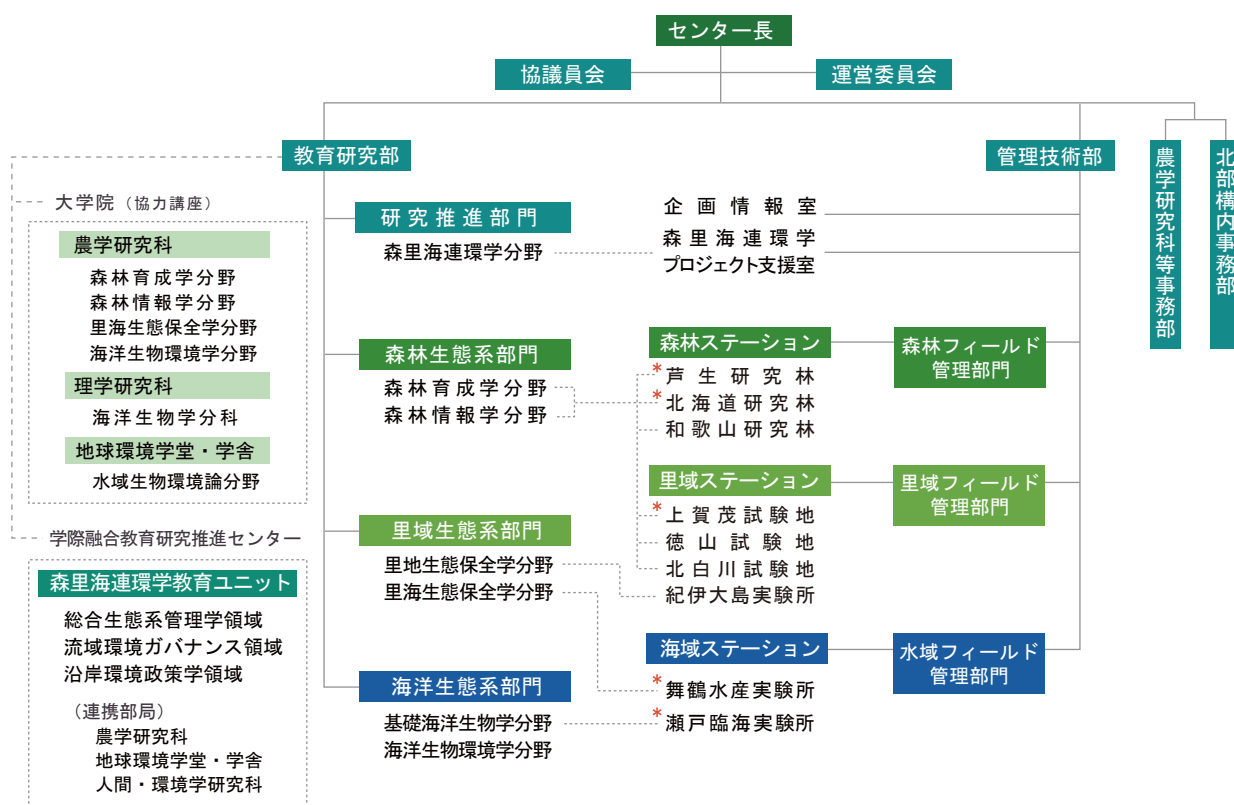 センター長
協議員会
運営委員会
教育研究部
管理技術部
農学研究科等事務部
北部構内事務部
大学院（協力講座）
農学研究科
森林育成学分野
森林情報学分野
里海生態保全学分野
海洋生物環境学分野
理学研究科
海洋生物学分科
地球環境学堂・学舎
水域生物環境論分野
学際融合教育研究推進センター
森里海連環学教育ユニット
総合生態系管理学領域
流域環境ガバナンス領域
沿岸環境政策学領域
（連携部局）
農学研究科
地球環境学堂・学舎
人間・環境学研究科
研究推進部門
森里海連環学分野
企画情報室
森里海連環学
プロジェクト支援室
森林生態系部門
森林育成学分野
森林情報学分野
森林ステーション
*芦生研究林
*北海道研究林
和歌山研究林
森林フィールド
管理部門
里域生態系部門
里地生態保全学分野
里海生態保全学分野
里域ステーション
*上賀茂試験地
徳山試験地
北白川試験地
紀伊大島実験所
里域フィールド
管理部門
海洋生態系部門
基礎海洋生物学分野
海洋生物環境学分野
海域ステーション
*舞鶴水産実験所
*瀬戸臨海実験所
水域フィールド
管理部門